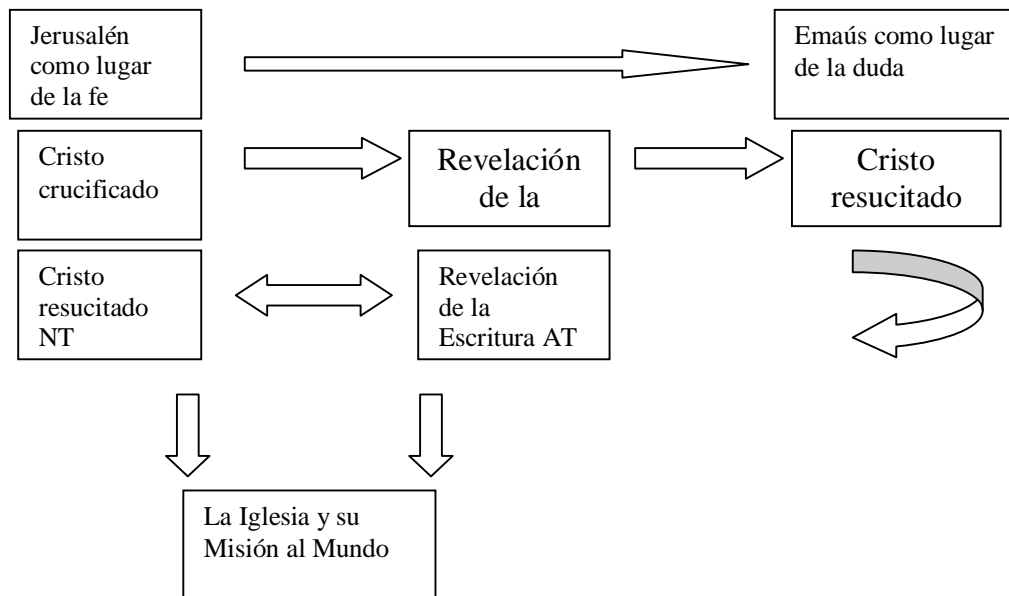 Jerusalén
como lugar
de la fe
Emaús como lugar
de la duda
Cristo
crucificado
Revelación
de la
Cristo
resucitado
Cristo
resucitado
NT
Revelación
de la
Escritura AT
La Iglesia y su
Misión al Mundo